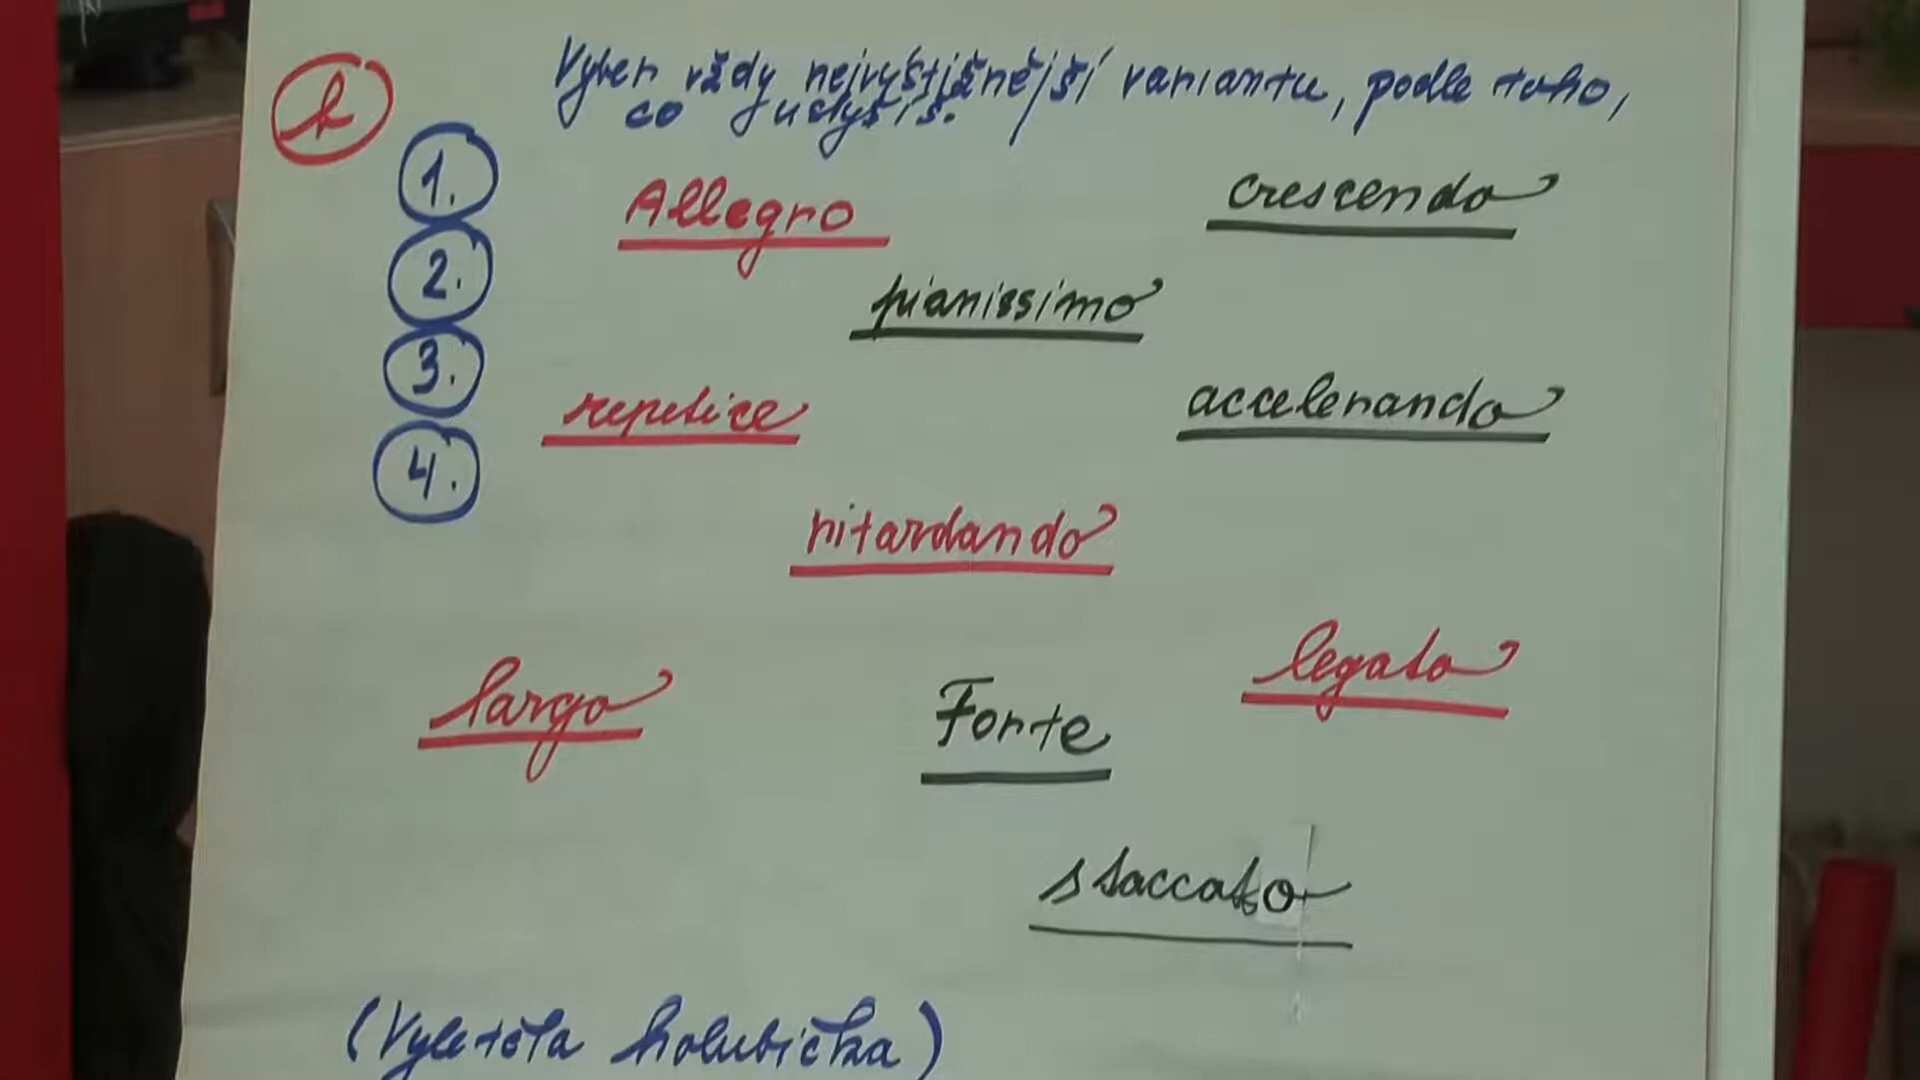 k
Vyber vždy nejvýstižnější variantu, podle toho,
co uslyšíš.
1.
2.
3.
4.
Allegro
crescendo
pianissimo
repetice
accelerando
ritardando
largo
Forte
legato
staccato
(Vyletěla holubička)